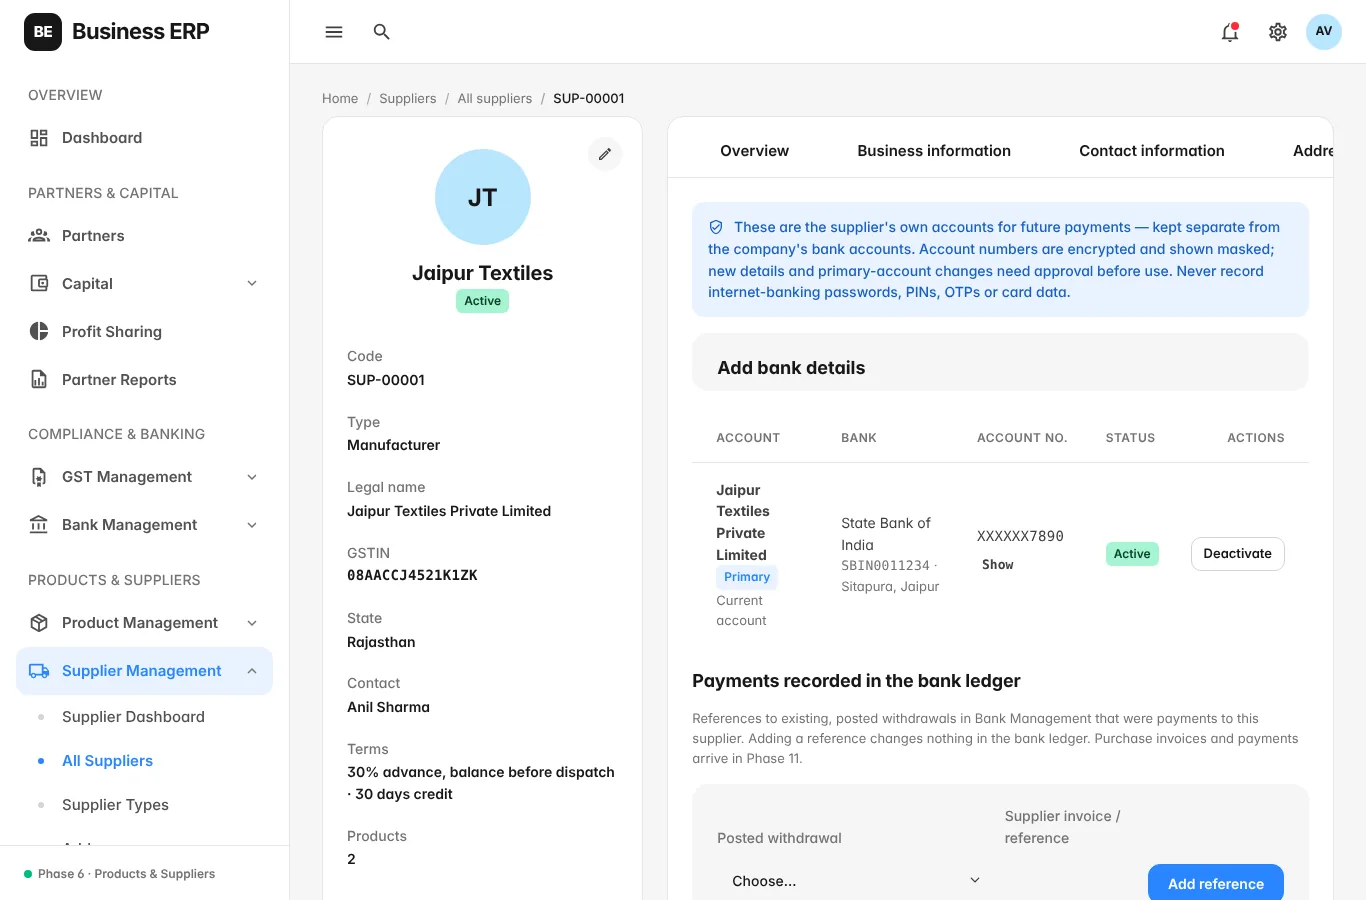 BE Business ERP
AV
OVERVIEW
Dashboard
PARTNERS & CAPITAL
Partners
Capital
Profit Sharing
Partner Reports
COMPLIANCE & BANKING
GST Management
Bank Management
PRODUCTS & SUPPLIERS
Product Management
Supplier Management
Supplier Dashboard
All Suppliers
Supplier Types
Phase 6 · Products & Suppliers
Home / Suppliers / All suppliers / SUP-00001
JT
Jaipur Textiles
Active
Code
SUP-00001
Type
Manufacturer
Legal name
Jaipur Textiles Private Limited
GSTIN
08AACCJ4521K1ZK
State
Rajasthan
Contact
Anil Sharma
Terms
30% advance, balance before dispatch
· 30 days credit
Products
2
Overview Business information Contact information Addre
These are the supplier's own accounts for future payments — kept separate from
the company's bank accounts. Account numbers are encrypted and shown masked;
new details and primary-account changes need approval before use. Never record
internet-banking passwords, PINs, OTPs or card data.
Add bank details
ACCOUNT BANK ACCOUNT NO. STATUS ACTIONS
Jaipur
Textiles
Private
Limited
Primary
Current
account
State Bank of
India
SBIN0011234 ·
Sitapura, Jaipur
XXXXXX7890
Show
Active
Deactivate
Payments recorded in the bank ledger
References to existing, posted withdrawals in Bank Management that were payments to this
supplier. Adding a reference changes nothing in the bank ledger. Purchase invoices and payments
arrive in Phase 11.
Posted withdrawal
Choose...
Supplier invoice /
reference
Add reference